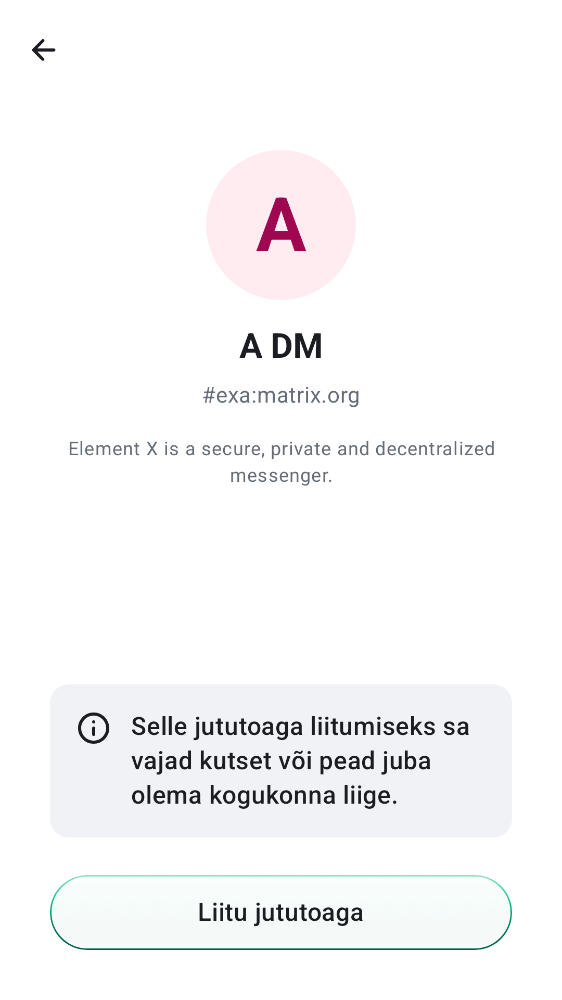 A
A DM
#exa:matrix.org
Element X is a secure, private and decentralized
messenger.
Selle jututoaga liitumiseks sa
vajad kutset või pead juba
olema kogukonna liige.
Liitu jututoaga